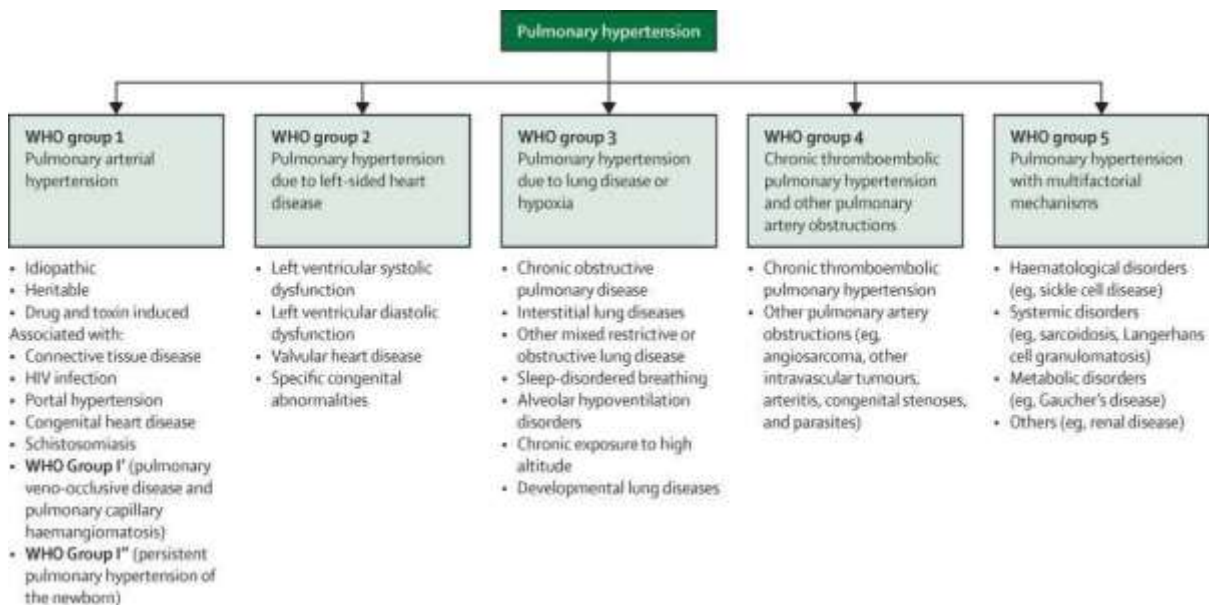 Pulmonary hypertension
WHO group 1
Pulmonary arterial
hypertension
• Idiopathic
• Heritable
• Drug and toxin induced
Associated with:
• Connective tissue disease
• HIV infection
• Portal hypertension
• Congenital heart disease
• Schistosomiasis
• WHO Group I' (pulmonary
veno-occlusive disease and
pulmonary capillary
haemangiomatosis)
• WHO Group I" (persistent
pulmonary hypertension of
the newborn)
WHO group 2
Pulmonary hypertension
due to left-sided heart
disease
• Left ventricular systolic
dysfunction
• Left ventricular diastolic
dysfunction
• Valvular heart disease
• Specific congenital
abnormalities
WHO group 3
Pulmonary hypertension
due to lung disease or
hypoxia
• Chronic obstructive
pulmonary disease
• Interstitial lung diseases
• Other mixed restrictive or
obstructive lung disease
• Sleep-disordered breathing
• Alveolar hypoventilation
disorders
• Chronic exposure to high
altitude
• Developmental lung diseases
WHO group 4
Chronic thromboembolic
pulmonary hypertension
and other pulmonary
artery obstructions
• Chronic thromboembolic
pulmonary hypertension
• Other pulmonary artery
obstructions (eg,
angiosarcoma, other
intravascular tumours,
arteritis, congenital stenoses,
and parasites)
WHO group 5
Pulmonary hypertension
with multifactorial
mechanisms
• Haematological disorders
(eg, sickle cell disease)
• Systemic disorders
(eg, sarcoidosis, Langerhans
cell granulomatosis)
• Metabolic disorders
(eg, Gaucher's disease)
• Others (eg, renal disease)